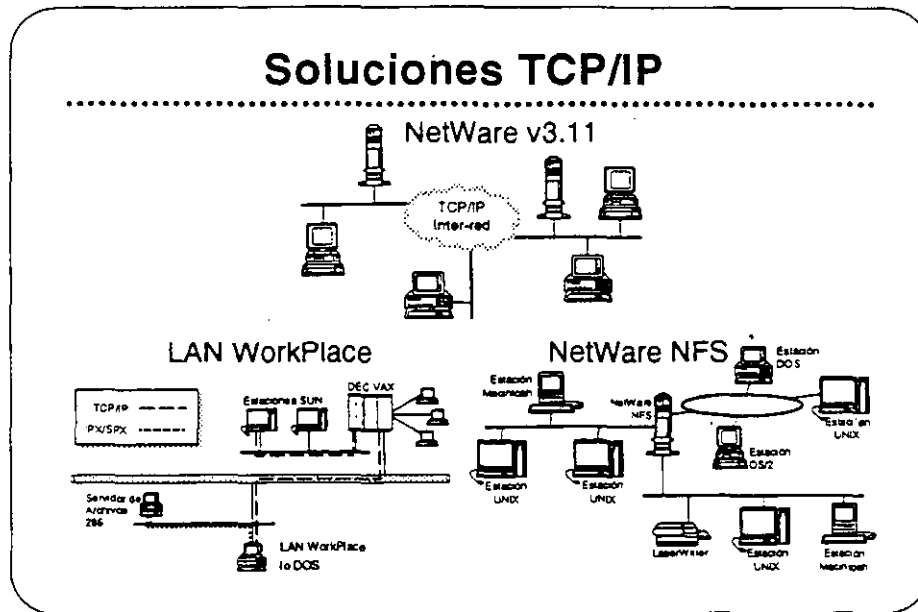 Soluciones TCP/IP
NetWare v3.11
TCP/IP
Inter-red
LAN WorkPlace
TCP/IP
IPX/SPX
Estaciones SUN
DEC VAX
Servidor de
Archivos
286
LAN WorkPlace
fo DOS
NetWare NFS
Estación
Macintosh
NetWare
NFS
Estación
DOS
Estación
UNIX
Estación
OS/2
Estación
UNIX
Estación
UNIX
LaserWriter
Estación
UNIX
Estación
Macintosh